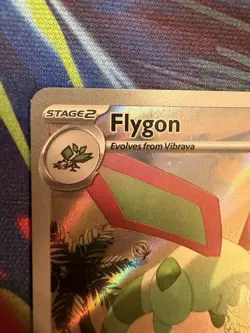 STAGE2
Flygon
Evolves from Vibrava